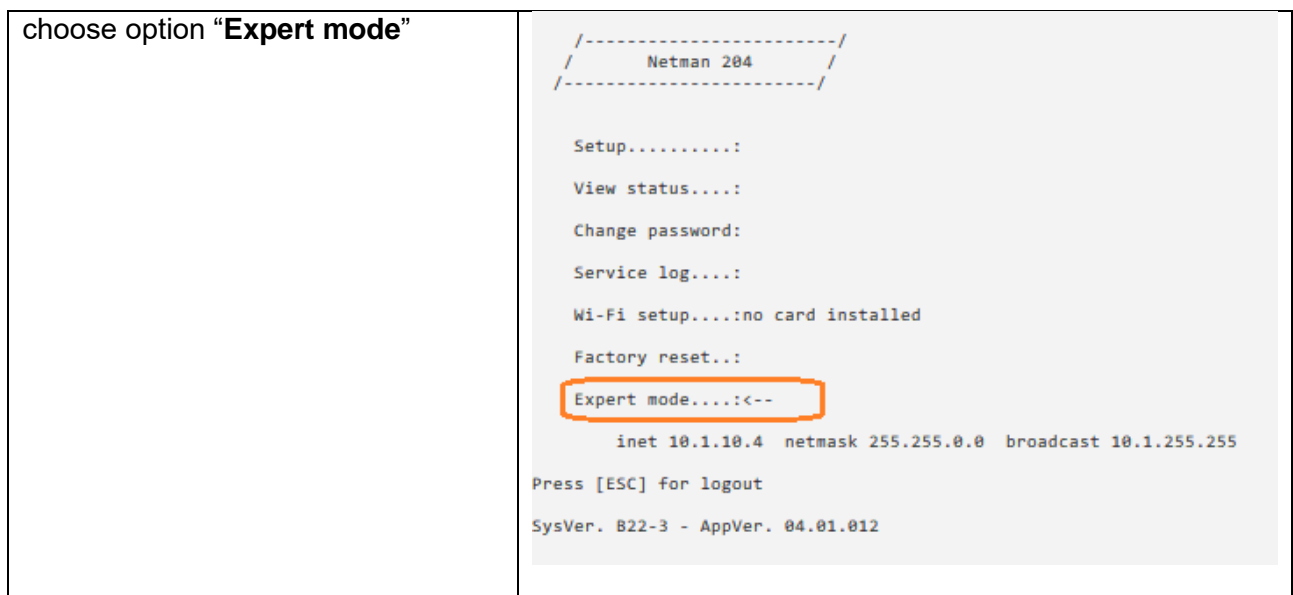 choose option “Expert mode”
/------------------------/
/ Netman 204 /
/------------------------/
Setup..........:
View status....:
Change password:
Service log....:
Wi-Fi setup....:no card installed
Factory reset..:
Expert mode....:<--
inet 10.1.10.4 netmask 255.255.0.0 broadcast 10.1.255.255
Press [ESC] for logout
SysVer. B22-3 - AppVer. 04.01.012